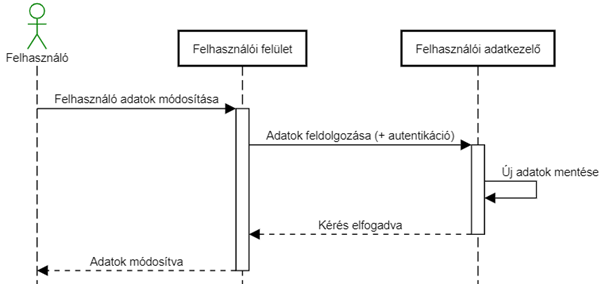 Felhasználó
Felhasználói felület
Felhasználói adatkezelő
Felhasználó adatok módosítása
Adatok feldolgozása (+ autentikáció)
Új adatok mentése
Kérés elfogadva
Adatok módosítva